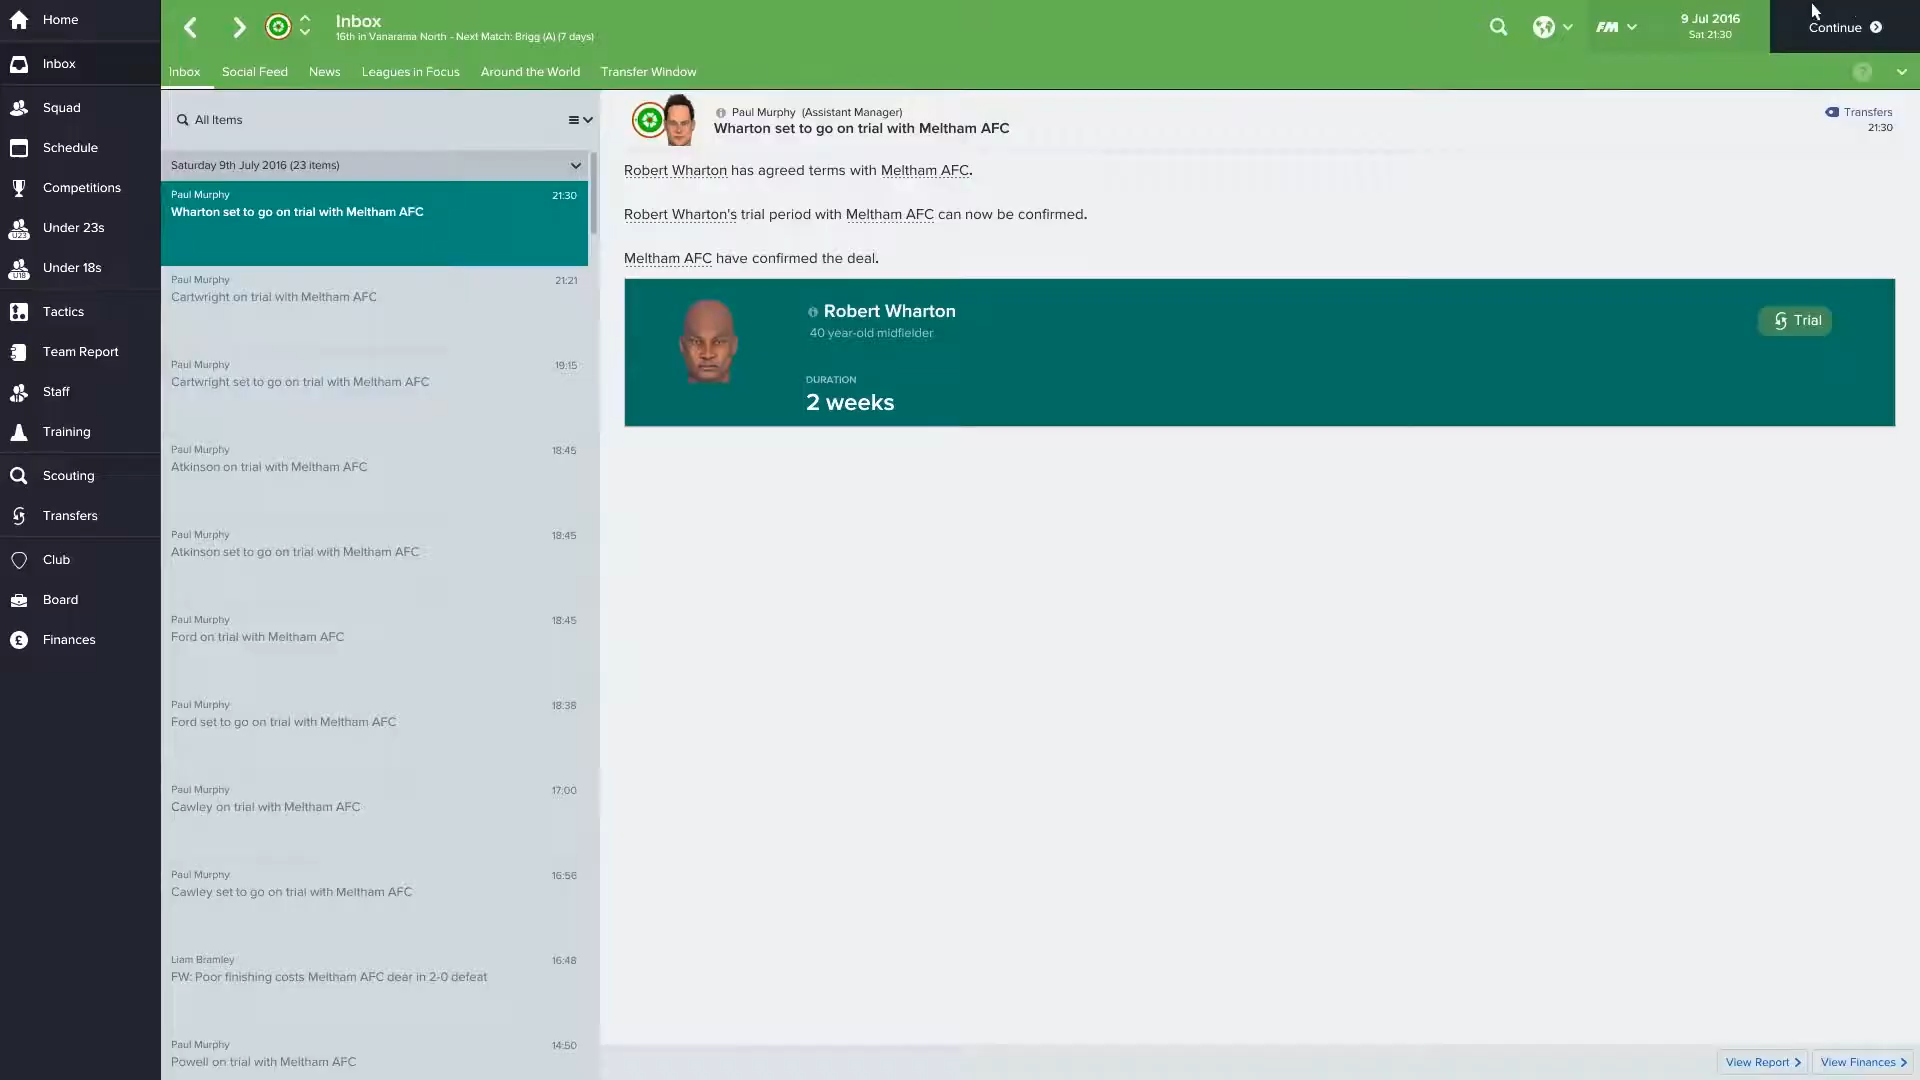 Home
Inbox
Squad
Schedule
Competitions
Under 23s
Under 18s
Tactics
Team Report
Staff
Training
Scouting
Transfers
Club
Board
Finances
Inbox
16th in Vanarama North - Next Match: Brigg (A) (7 days)
FM
9 Jul 2016
Sat 21:30
Continue
Inbox Social Feed News Leagues in Focus Around the World Transfer Window
All Items
Saturday 9th July 2016 (23 items)
Paul Murphy 21:30
Wharton set to go on trial with Meltham AFC
Paul Murphy 21:21
Cartwright on trial with Meltham AFC
Paul Murphy 19:15
Cartwright set to go on trial with Meltham AFC
Paul Murphy 18:45
Atkinson on trial with Meltham AFC
Paul Murphy 18:45
Atkinson set to go on trial with Meltham AFC
Paul Murphy 18:45
Ford on trial with Meltham AFC
Paul Murphy 18:38
Ford set to go on trial with Meltham AFC
Paul Murphy 17:00
Cawley on trial with Meltham AFC
Paul Murphy 16:56
Cawley set to go on trial with Meltham AFC
Liam Bramley 16:48
FW: Poor finishing costs Meltham AFC dear in 2-0 defeat
Paul Murphy 14:50
Powell on trial with Meltham AFC
Paul Murphy (Assistant Manager)
Wharton set to go on trial with Meltham AFC
Transfers
21:30
Robert Wharton has agreed terms with Meltham AFC.
Robert Wharton's trial period with Meltham AFC can now be confirmed.
Meltham AFC have confirmed the deal.
Robert Wharton
40 year-old midfielder
Trial
DURATION
2 weeks
View Report
View Finances